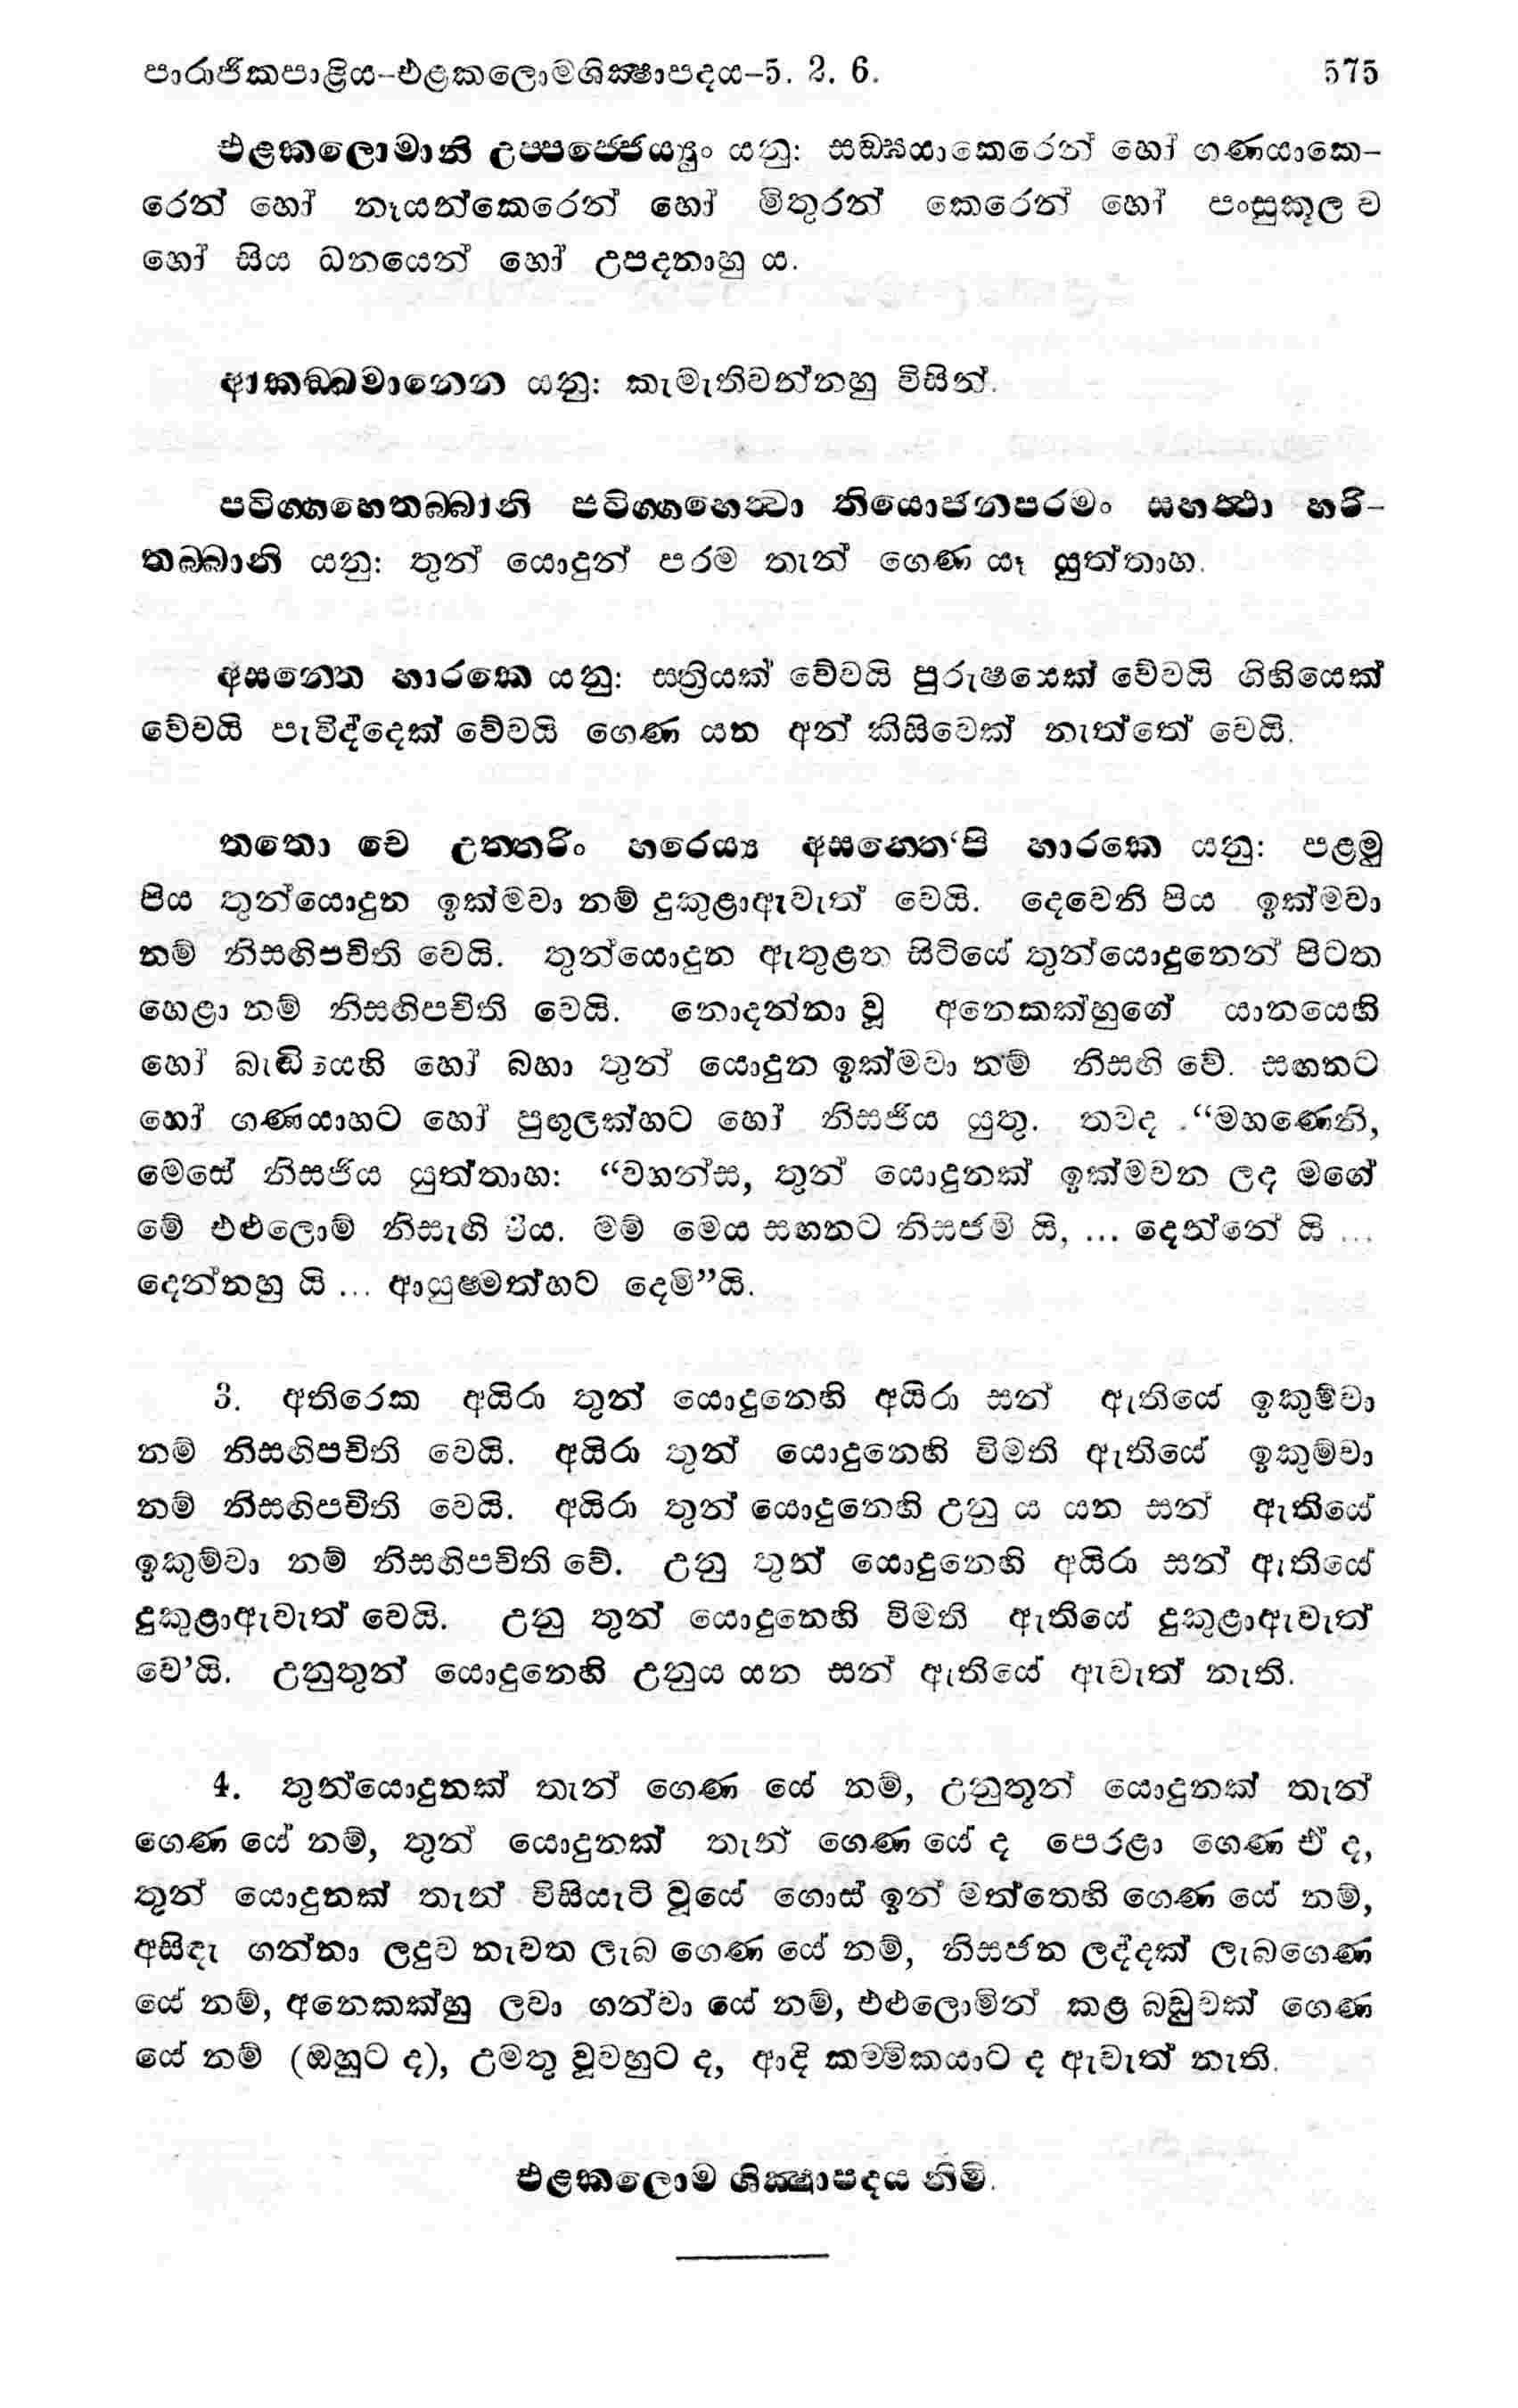 පාරාජිකපාළිය–එළකලොමශික්‍ෂාපදය–5. 2. 6. 575
එළකලොමානි උප්පජ්ජෙය්‍යුං යනු: සඞ්ඝයාකෙරෙන් හෝ ගණයාකෙ–
රෙන් හෝ නෑයන්කෙරෙන් හෝ මිතුරන් කෙරෙන් හෝ පංසුකූල ව
හෝ සිය ධනයෙන් හෝ උපදනාහු ය.
ආකඞ්ඛමානෙන යනු: කැමැතිවන්නහු විසින්.
පටිග්ගහෙතබ්බානි පටිග්ගහෙත්‍වා තියොජනපරමං සහත්‍ථා හරි–
තබ්බානි යනු: තුන් යොදුන් පරම තැන් ගෙණ යෑ යුත්තාහ.
අසන්තෙ හාරකෙ යනු: සත්‍රියක් වේවයි පුරුෂයෙක් වේවයි ගිහියෙක්
වේවයි පැවිද්දෙක් වේවයි ගෙණ යන අන් කිසිවෙක් නැත්තේ වෙයි.
තතො චෙ උත්තරිං හරෙය්‍ය අසන්තෙ‘පි හාරකෙ යනු: පළමු
පිය තුන්යොදුන ඉක්මවා නම් දුකුළාඇවැත් වෙයි. දෙවෙනි පිය ඉක්මවා
නම් නිසඟිපචිති වෙයි. තුන්යොදුන ඇතුළත සිටියේ තුන්යොදුනෙන් පිටත
හෙළා නම් නිසඟිපචිති වෙයි. නොදන්නා වූ අනෙකක්හුගේ යානයෙහි
හෝ බැඬියෙහි හෝ බහා තුන් යොදුන ඉක්මවා නම් නිසඟි වේ. සඟනට
හෝ ගණයාහට හෝ පුඟුලක්හට හෝ නිසජිය යුතු. තවද “මහණෙනි,
මෙසේ නිසජිය යුත්තාහ: “වහන්ස, තුන් යොදුනක් ඉක්මවන ලද මගේ
මේ එළුලොම් නිසැඟි විය. මම් මෙය සඟනට නිසජමි යි, ... දෙන්නේ යි ...
දෙන්නහු යි ... ආයුෂ්මත්හට දෙමි”යි.
3. අතිරෙක අයිරා තුන් යොදුනෙහි අයිරා සන් ඇතියේ ඉකුම්වා
නම් නිසඟිපචිති වෙයි. අයිරා තුන් යොදුනෙහි විමති ඇතියේ ඉකුම්වා
නම් නිසඟිපචිති වෙයි. අයිරා තුන් යොදුනෙහි උනු ය යන සන් ඇතියේ
ඉකුම්වා නම් නිසඟිපචිති වේ. උනු තුන් යොදුනෙහි අයිරා සන් ඇතියේ
දුකුළාඇවැත් වෙයි. උනු තුන් යොදුනෙහි විමති ඇතියේ දුකුළාඇවැත්
වෙ’යි. උනුතුන් යොදුනෙහි උනුය යන සන් ඇතියේ ඇවැත් නැති.
4. තුන්යොදුනක් තැන් ගෙණ යේ නම්, උනුතූන් යොදුනක් තැන්
ගෙණ යේ නම්, තුන් යොදුනක් තැන් ගෙණ යේ ද පෙරළා ගෙණ ඒ ද,
තුන් යොදුනක් තැන් විසියැටි වූයේ ගොස් ඉන් මත්තෙහි ගෙණ යේ නම්,
අසිඳැ ගන්නා ලදුව නැවත ලැබ ගෙණ යේ නම්, නිසජන ලද්දක් ලැබගෙණ
යේ නම්, අනෙකක්හු ලවා ගන්වා යේ නම්, එළුලොමින් කළ බඩුවක් ගෙණ
යේ නම් (ඔහුට ද), උමතු වූවහුට ද, ආදි කම්මිකයාට ද ඇවැත් නැති.
එළකලොම ශික්‍ෂාපදය නිමි.